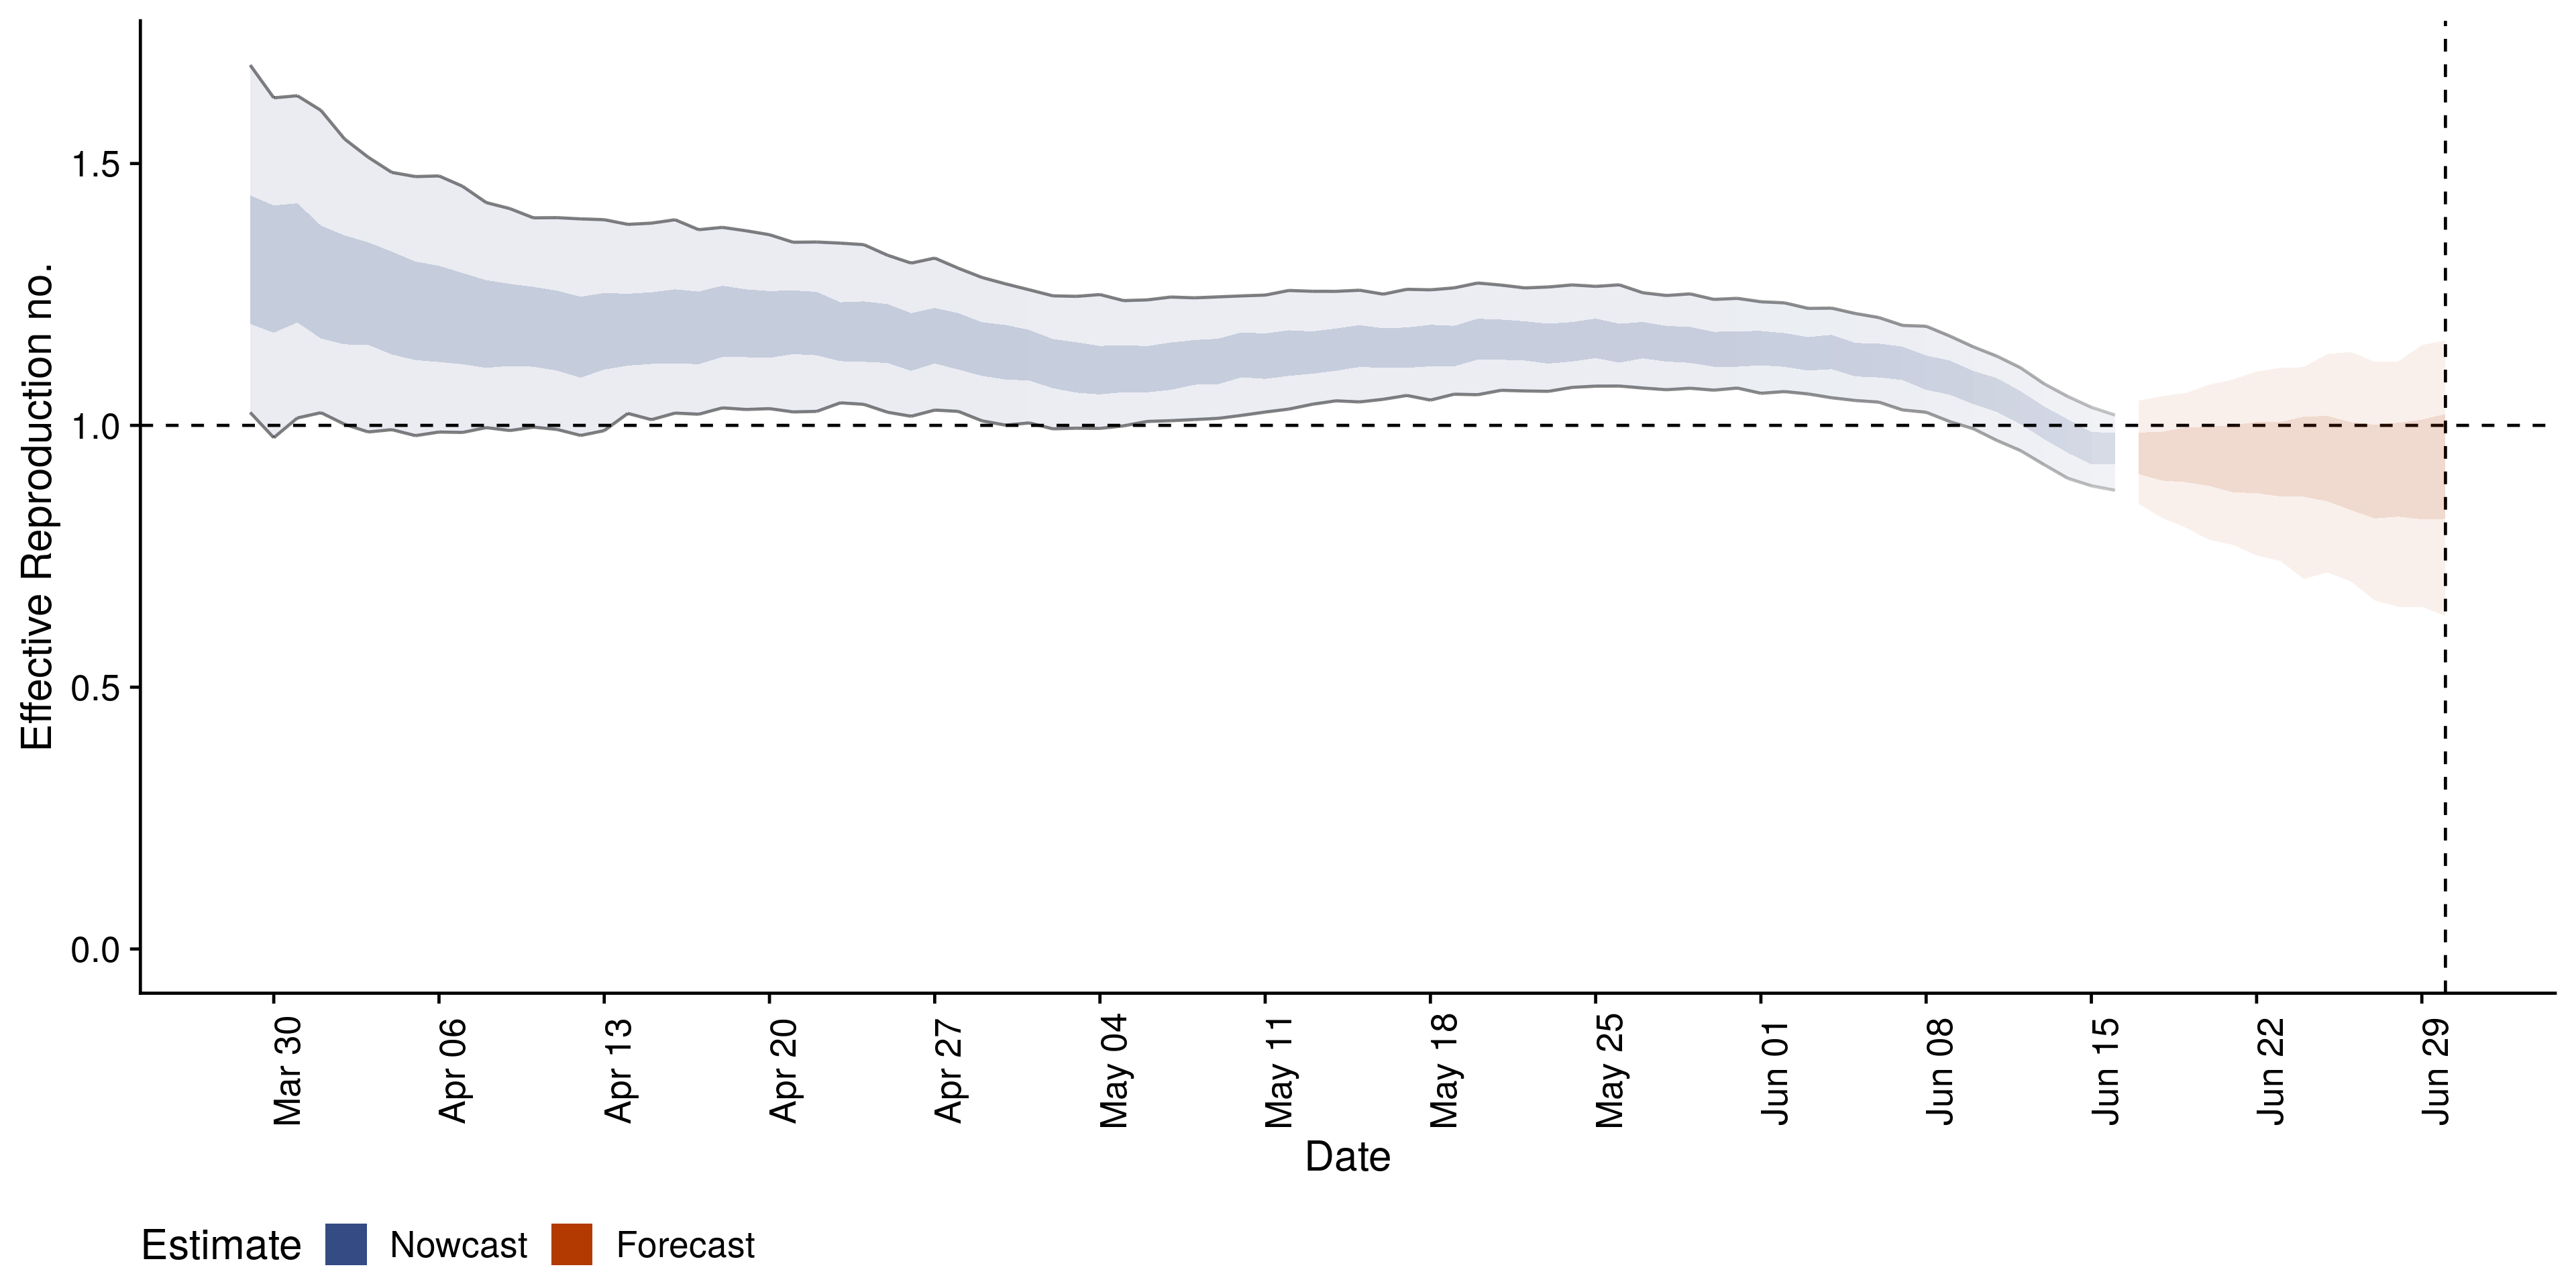 Effective Reproduction no.
1.5
1.0
0.5
0.0
Mar 30
Apr 06
Apr 13
Apr 20
Apr 27
May 04
May 11
May 18
May 25
Jun 01
Jun 08
Jun 15
Jun 22
Jun 29
Date
Estimate Nowcast Forecast